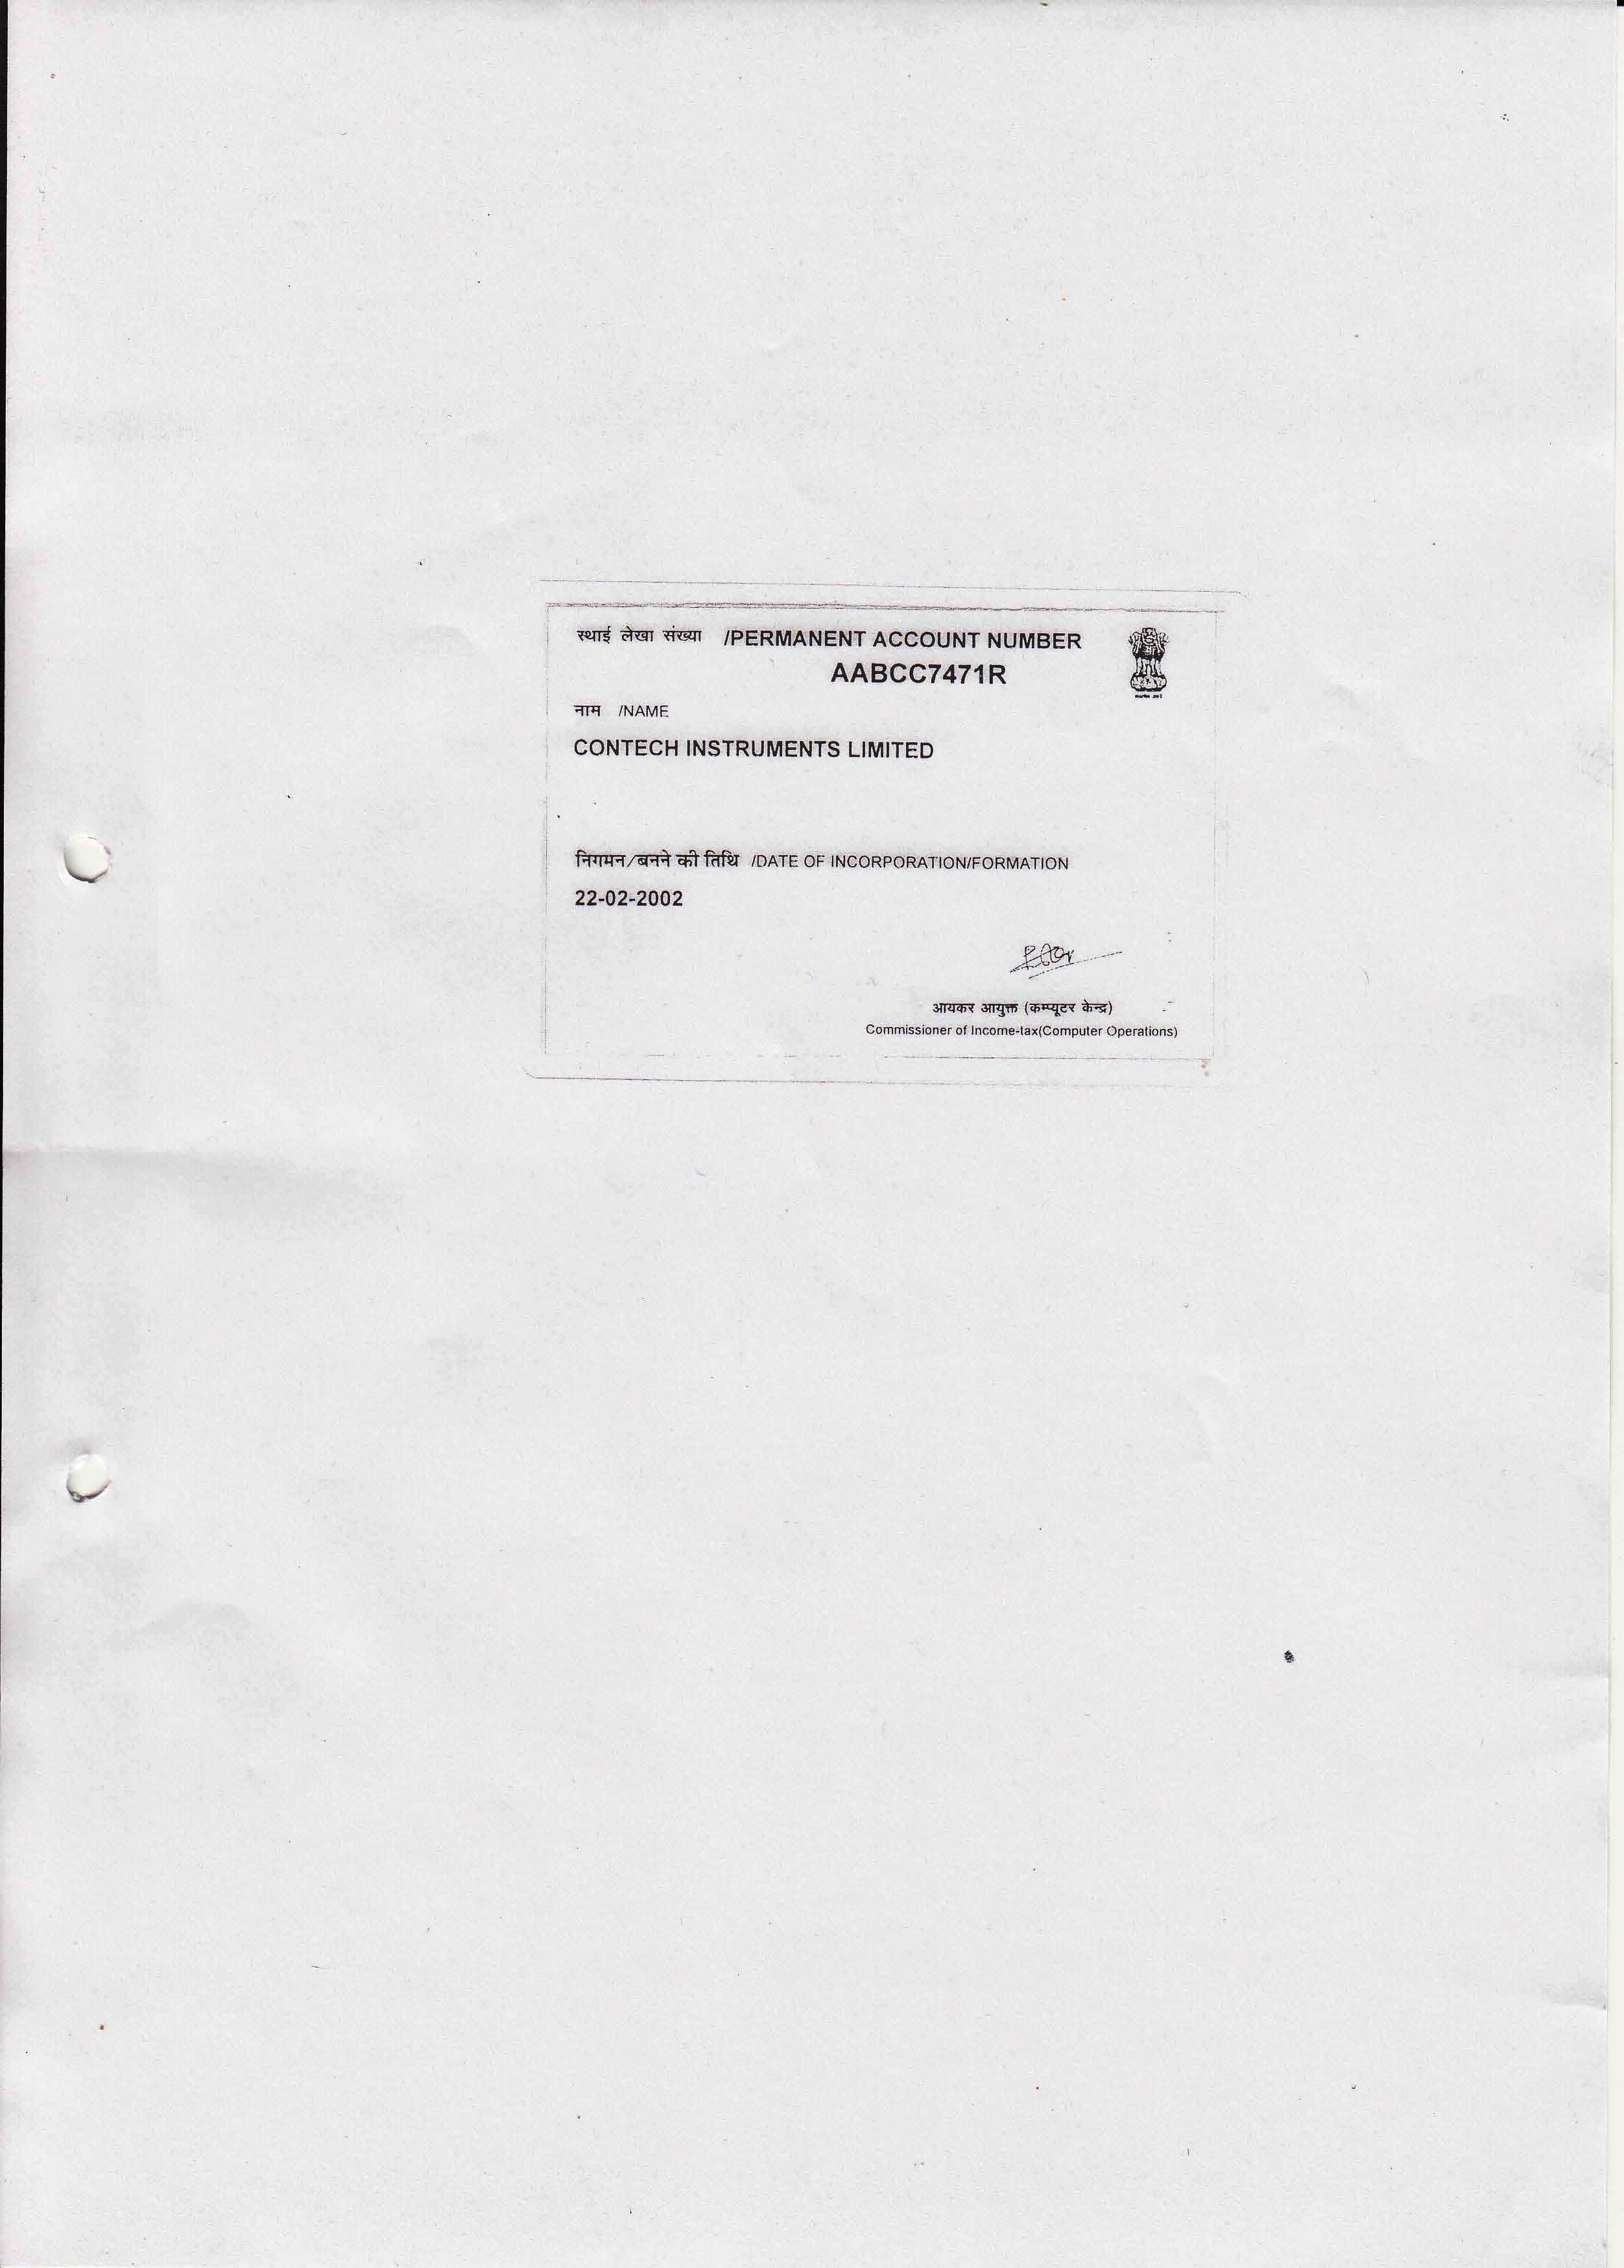 स्थाई लेखा संख्या /PERMANENT ACCOUNT NUMBER
AABCC7471R
नाम /NAME
CONTECH INSTRUMENTS LIMITED
निगमन/बनने की तिथि /DATE OF INCORPORATION/FORMATION
22-02-2002
आयकर आयुक्त (कम्प्यूटर केन्द्र)
Commissioner of Income-tax(Computer Operations)